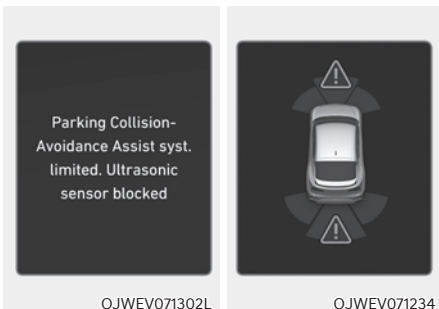 Parking Collision-
Avoidance Assist syst.
limited. Ultrasonic
sensor blocked
OJWEV071302L
OJWEV071234